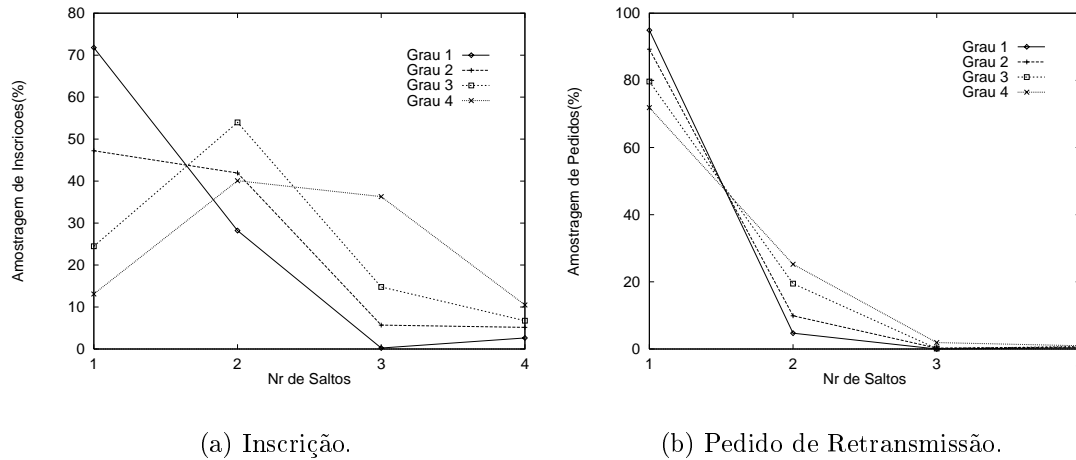 80
70
60
50
40
30
20
10
0
1
2
3
4
Amostragem de Inscricoes(%)
Nr de Saltos
Grau 1
Grau 2
Grau 3
Grau 4
(a) Inscrição.
100
80
60
40
20
0
1
2
3
Amostragem de Pedidos(%)
Nr de Saltos
Grau 1
Grau 2
Grau 3
Grau 4
(b) Pedido de Retransmissão.